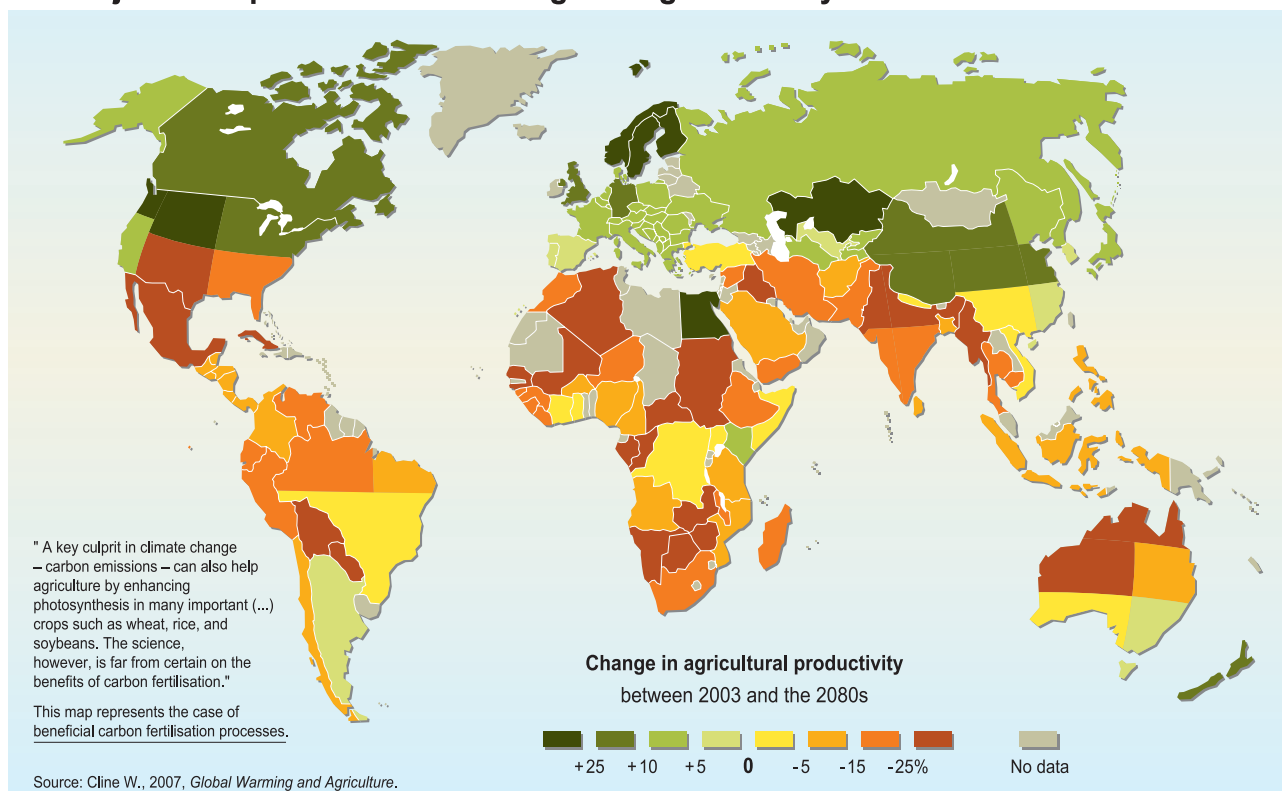 " A key culprit in climate change
– carbon emissions – can also help
agriculture by enhancing
photosynthesis in many important (...)
crops such as wheat, rice, and
soybeans. The science,
however, is far from certain on the
benefits of carbon fertilisation."
This map represents the case of
beneficial carbon fertilisation processes.
Source: Cline W., 2007, Global Warming and Agriculture.
Change in agricultural productivity
between 2003 and the 2080s
+25 +10 +5 0 -5 -15 -25% No data